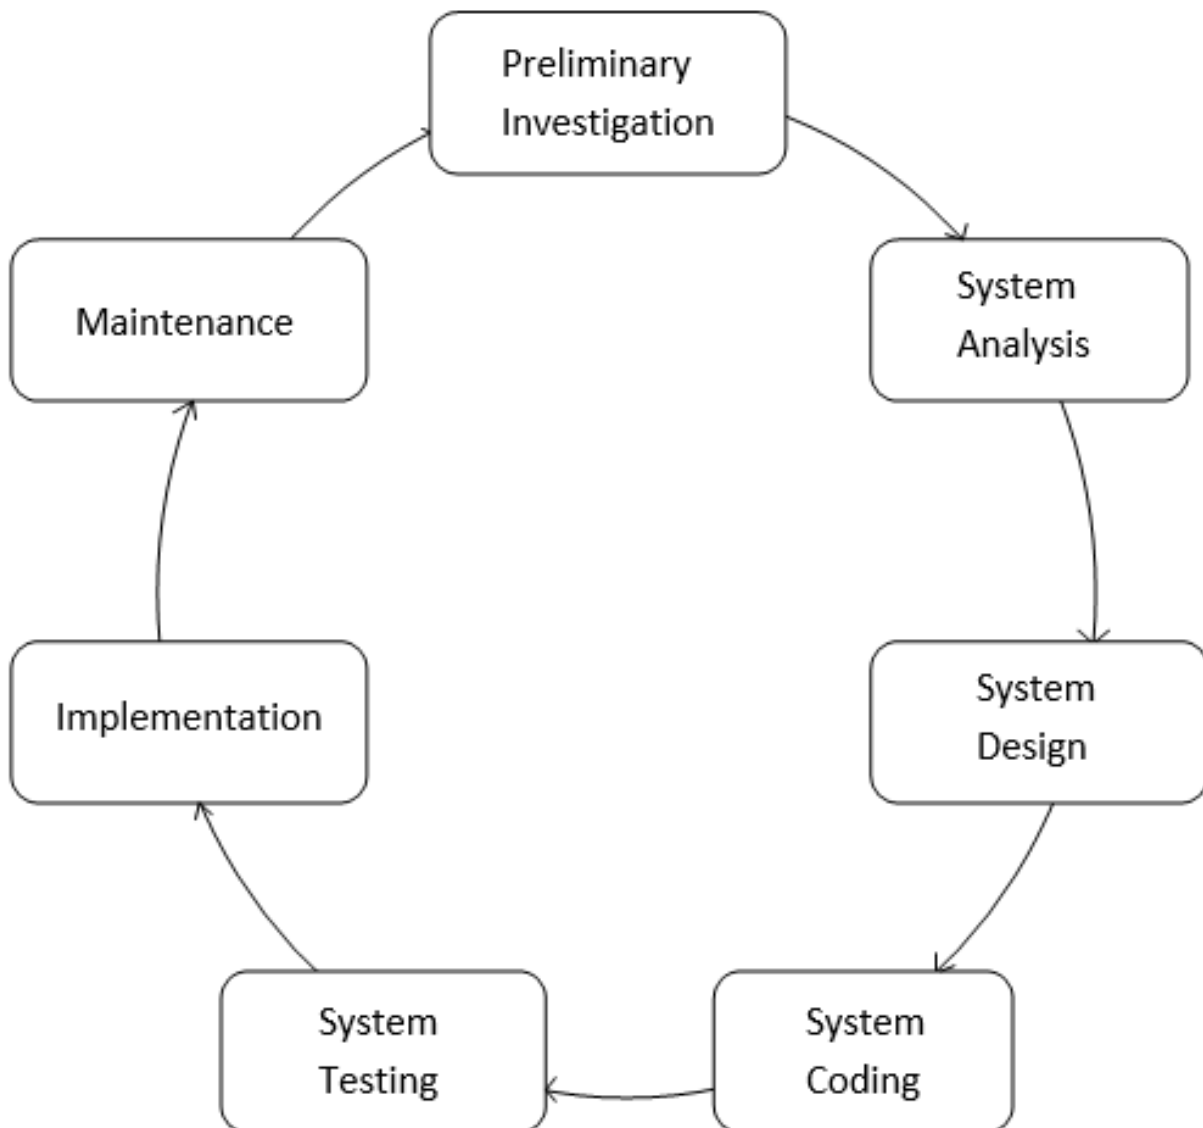 Preliminary
Investigation
System
Analysis
System
Design
System
Coding
System
Testing
Implementation
Maintenance